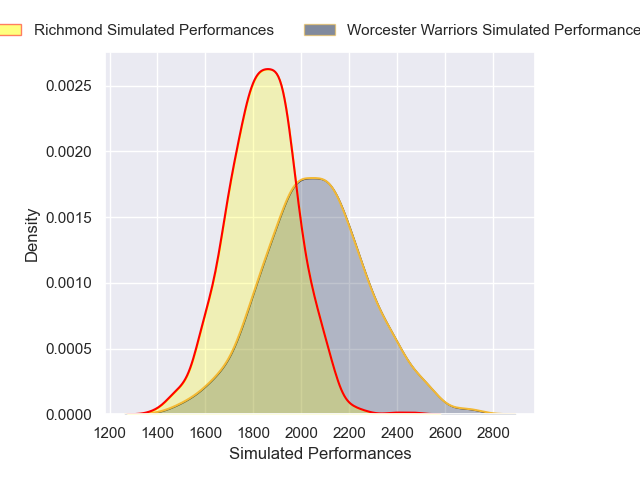 Richmond Simulated Performances Worcester Warriors Simulated Performance
0.0025
0.0020
0.0015
0.0010
0.0005
0.0000
Density
1200 1400 1600 1800 2000 2200 2400 2600 2800
Simulated Performances